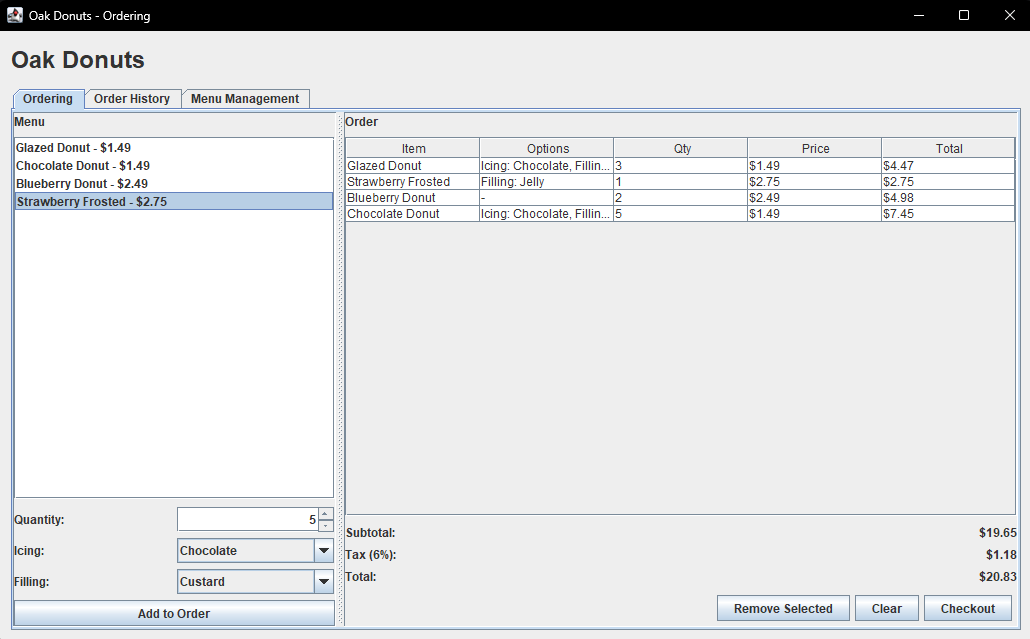 Oak Donuts - Ordering
Oak Donuts
Ordering Order History Menu Management
Menu
Glazed Donut - $1.49
Chocolate Donut - $1.49
Blueberry Donut - $2.49
Strawberry Frosted - $2.75
Quantity: 5
Icing: Chocolate
Filling: Custard
Add to Order
Order
Item Options Qty Price Total
Glazed Donut Icing: Chocolate, Fillin... 3 $1.49 $4.47
Strawberry Frosted Filling: Jelly 1 $2.75 $2.75
Blueberry Donut - 2 $2.49 $4.98
Chocolate Donut Icing: Chocolate, Fillin... 5 $1.49 $7.45
Subtotal: $19.65
Tax (6%): $1.18
Total: $20.83
Remove Selected Clear Checkout